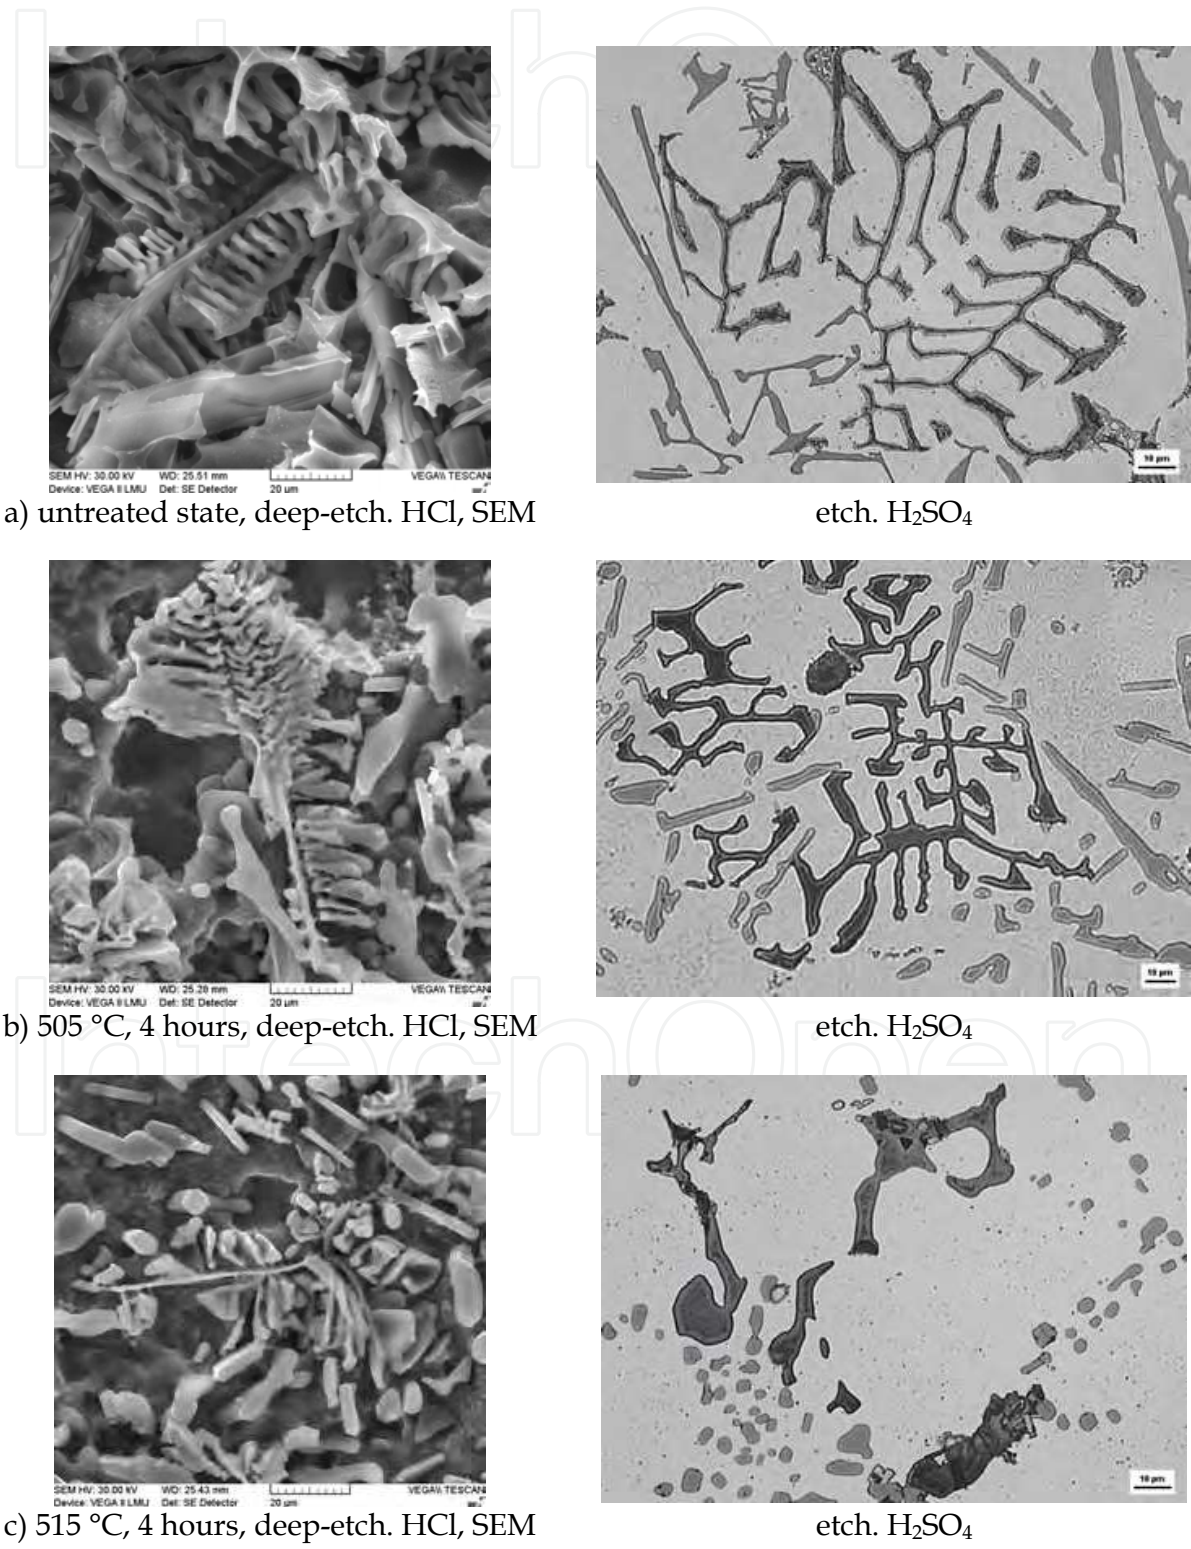 10 µm
SEM HV: 30.00 kV WD: 25.51 mm VEGA\\ TESCAN
Device: VEGA II LMU Det: SE Detector 20 µm
a) untreated state, deep-etch. HCl, SEM etch. H₂SO₄
10 µm
SEM HV: 30.00 kV WD: 25.28 mm VEGA\\ TESCAN
Device: VEGA II LMU Det: SE Detector 20 µm
b) 505 °C, 4 hours, deep-etch. HCl, SEM etch. H₂SO₄
IntechOpen
10 µm
SEM HV: 30.00 kV WD: 25.43 mm VEGA\\ TESCAN
Device: VEGA II LMU Det: SE Detector 20 µm
c) 515 °C, 4 hours, deep-etch. HCl, SEM etch. H₂SO₄